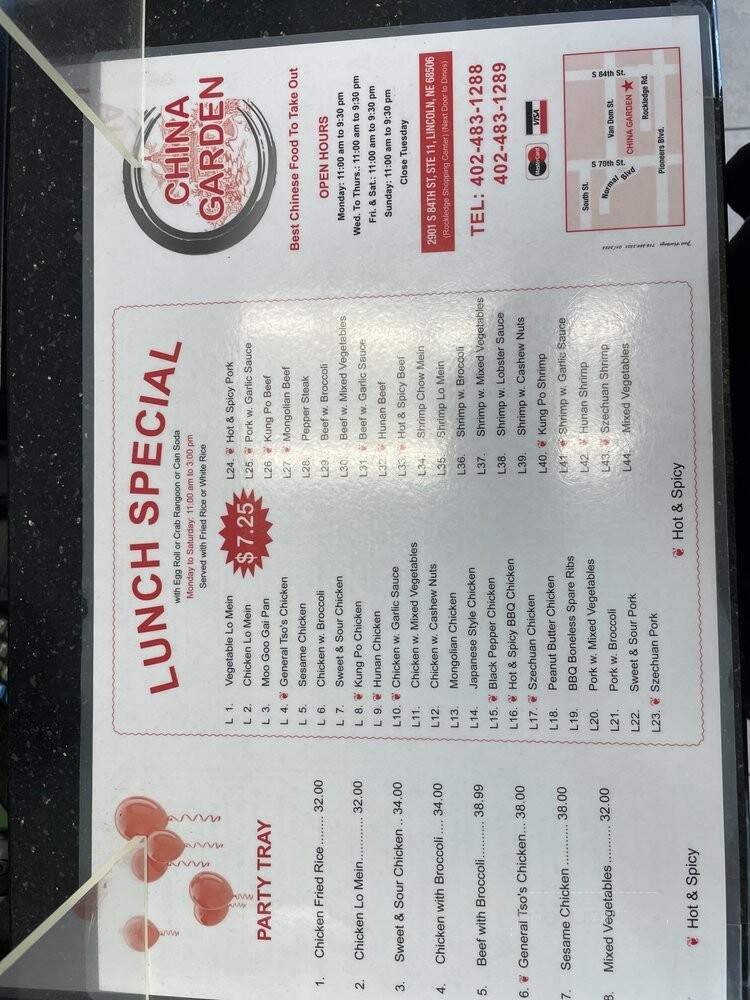 CHINA
GARDEN
Best Chinese Food To Take Out
OPEN HOURS
Monday: 11:00 am to 9:30 pm
Wed. To Thurs.: 11:00 am to 9:30 pm
Fri. & Sat.: 11:00 am to 9:30 pm
Sunday: 11:00 am to 9:30 pm
Close Tuesday
2901 S 84TH ST, STE 11, LINCOLN, NE 68506
(Rockledge Shopping Center) (Next Door to Dinos)
TEL: 402-483-1288
402-483-1289
MasterCard VISA
S 84th St.
Van Dorn St.
CHINA GARDEN
Rockledge Rd.
S 70th St.
South St.
Normal Blvd
Pioneers Blvd.
LUNCH SPECIAL
with Egg Roll or Crab Rangoon or Can Soda
Monday to Saturday: 11:00 am to 3:00 pm
Served with Fried Rice or White Rice
$7.25
L 1. Vegetable Lo Mein
L 2. Chicken Lo Mein
L 3. Moo Goo Gai Pan
L 4. General Tso's Chicken
L 5. Sesame Chicken
L 6. Chicken w. Broccoli
L 7. Sweet & Sour Chicken
L 8. Kung Po Chicken
L 9. Hunan Chicken
L10. Chicken w. Garlic Sauce
L11. Chicken w. Mixed Vegetables
L12. Chicken w. Cashew Nuts
L13. Mongolian Chicken
L14. Japanese Style Chicken
L15. Black Pepper Chicken
L16. Hot & Spicy BBQ Chicken
L17. Szechuan Chicken
L18. Peanut Butter Chicken
L19. BBQ Boneless Spare Ribs
L20. Pork w. Mixed Vegetables
L21. Pork w. Broccoli
L22. Sweet & Sour Pork
L23. Szechuan Pork
L24. Hot & Spicy Pork
L25. Pork w. Garlic Sauce
L26 Kung Po Beef
L27 Mongolian Beef
L28. Pepper Steak
L29. Beef w. Broccoli
L30. Beef w. Mixed Vegetables
L31. Beef w. Garlic Sauce
L32. Hunan Beef
L33. Hot & Spicy Beef
L34. Shrimp Chow Mein
L35. Shrimp Lo Mein
L36. Shrimp w. Broccoli
L37. Shrimp w. Mixed Vegetables
L38. Shrimp w. Lobster Sauce
L39. Shrimp w. Cashew Nuts
L40. Kung Po Shrimp
L41. Shrimp w. Garlic Sauce
L42. Hunan Shrimp
L43. Szechuan Shrimp
L44. Mixed Vegetables
Hot & Spicy
PARTY TRAY
1. Chicken Fried Rice......... 32.00
2. Chicken Lo Mein............ 32.00
3. Sweet & Sour Chicken... 34.00
4. Chicken with Broccoli.... 34.00
5. Beef with Broccoli.......... 38.99
6. General Tso's Chicken... 38.00
7. Sesame Chicken............ 38.00
8. Mixed Vegetables........... 32.00
Hot & Spicy